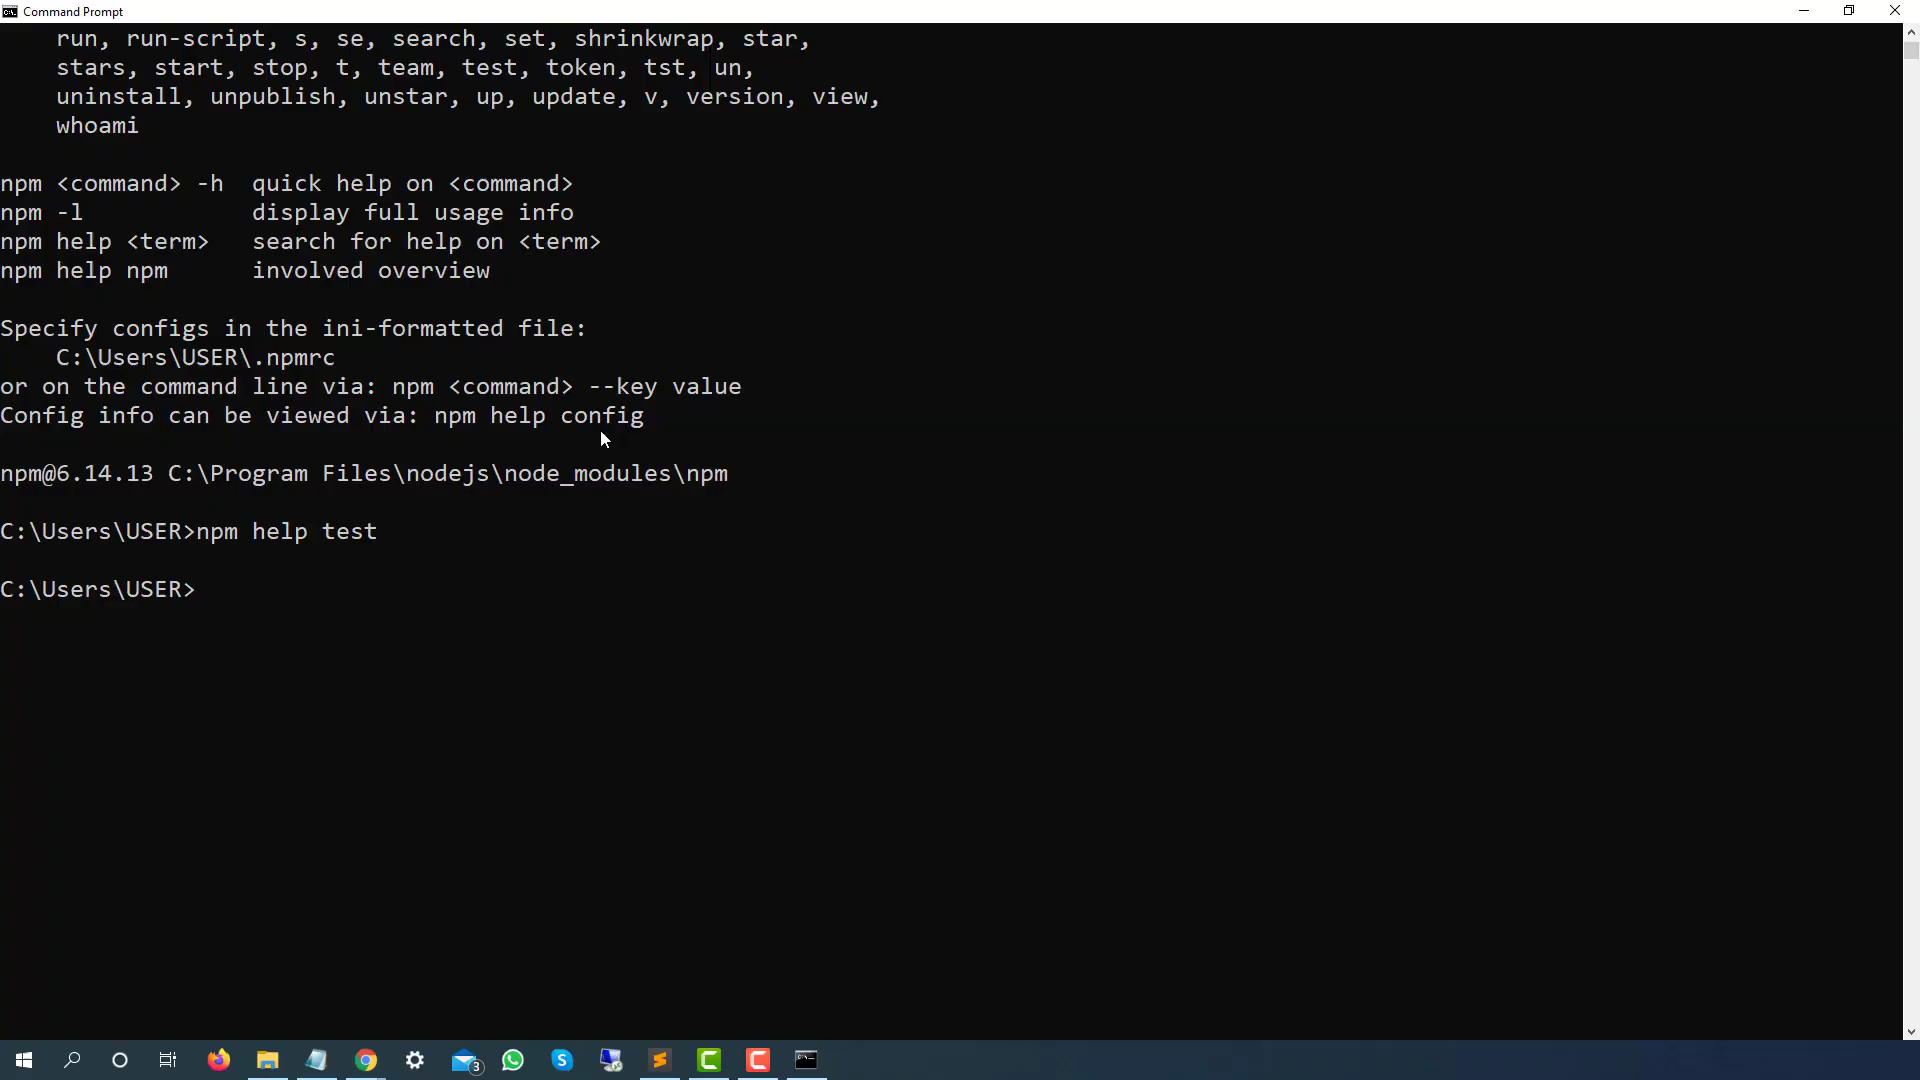 Command Prompt
run, run-script, s, se, search, set, shrinkwrap, star,
stars, start, stop, t, team, test, token, tst, un,
uninstall, unpublish, unstar, up, update, v, version, view,
whoami
npm <command> -h  quick help on <command>
npm -l            display full usage info
npm help <term>   search for help on <term>
npm help npm      involved overview
Specify configs in the ini-formatted file:
C:\Users\USER\.npmrc
or on the command line via: npm <command> --key value
Config info can be viewed via: npm help config
npm@6.14.13 C:\Program Files\nodejs\node_modules\npm
C:\Users\USER>npm help test
C:\Users\USER>
3